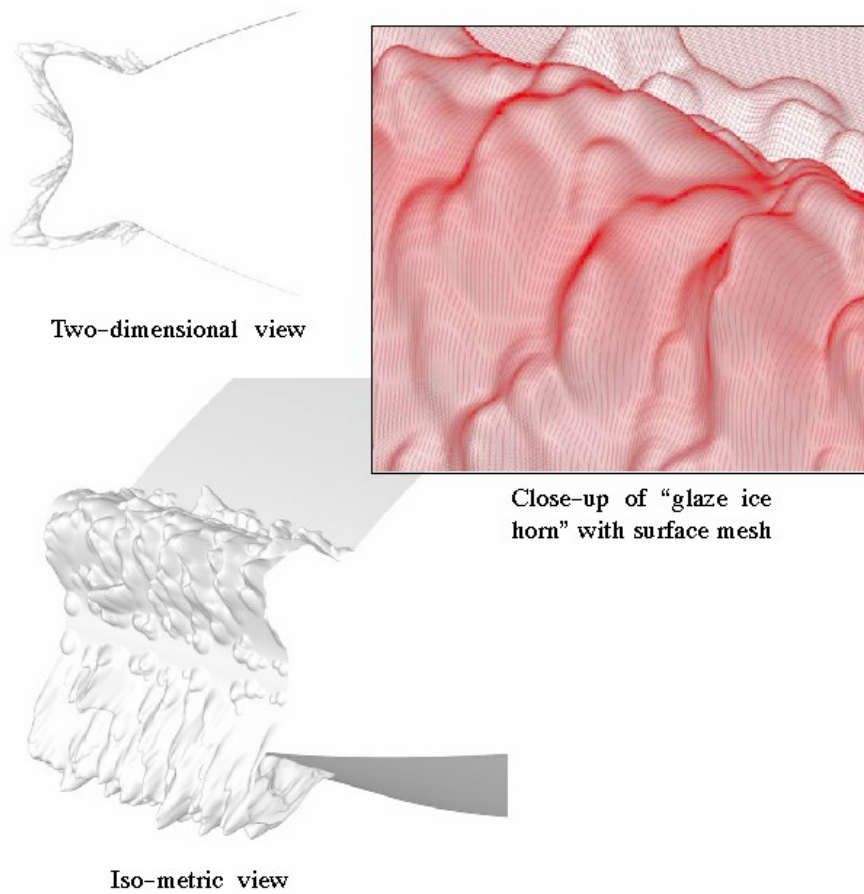 Two-dimensional view
Close-up of “glaze ice
horn” with surface mesh
Iso-metric view